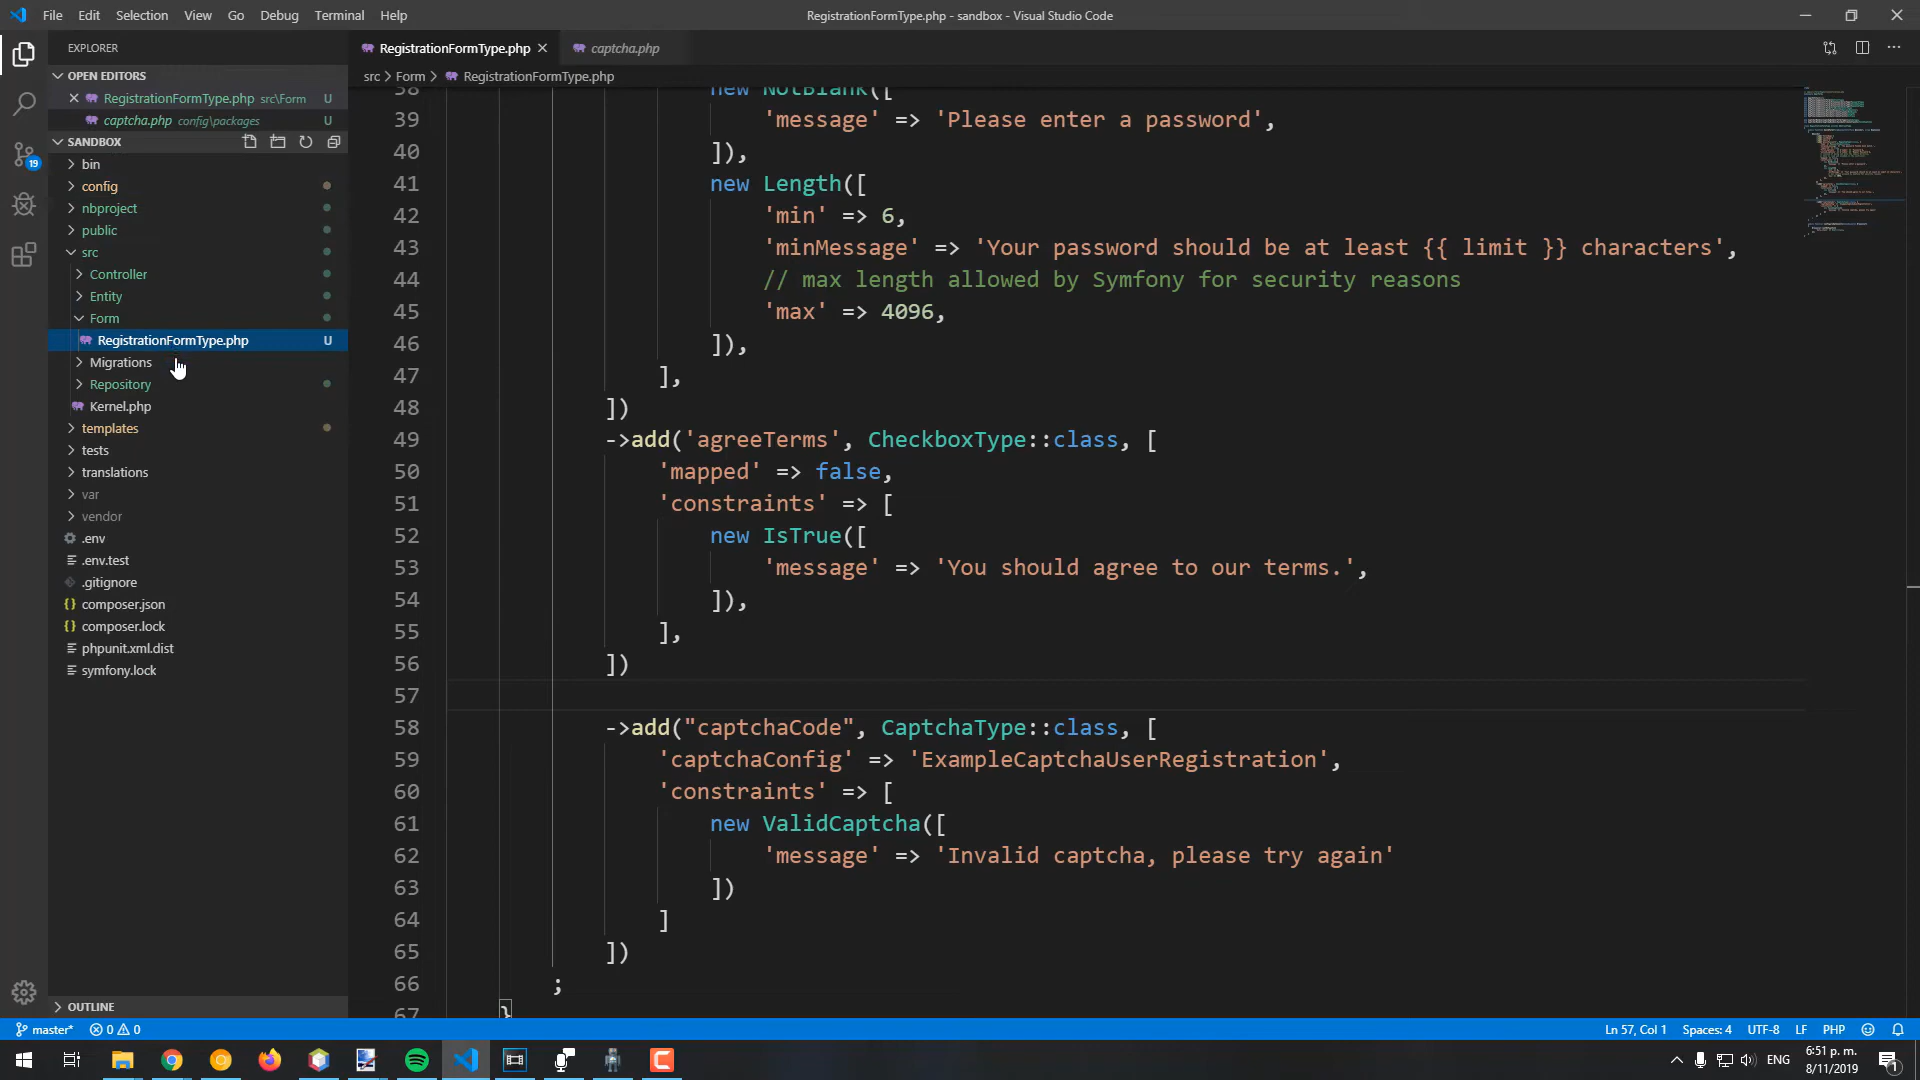 File Edit Selection View Go Debug Terminal Help
RegistrationFormType.php - sandbox - Visual Studio Code
EXPLORER
RegistrationFormType.php
captcha.php
OPEN EDITORS
RegistrationFormType.php src\Form U
captcha.php config\packages U
SANDBOX
bin
config
nbproject
public
src
Controller
Entity
Form
RegistrationFormType.php U
Migrations
Repository
Kernel.php
templates
tests
translations
var
vendor
.env
.env.test
.gitignore
composer.json
composer.lock
phpunit.xml.dist
symfony.lock
OUTLINE
19
src > Form > RegistrationFormType.php
38 new NotBlank([
39 'message' => 'Please enter a password',
40 ]),
41 new Length([
42 'min' => 6,
43 'minMessage' => 'Your password should be at least {{ limit }} characters',
44 // max length allowed by Symfony for security reasons
45 'max' => 4096,
46 ]),
47 ],
48 ])
49 ->add('agreeTerms', CheckboxType::class, [
50 'mapped' => false,
51 'constraints' => [
52 new IsTrue([
53 'message' => 'You should agree to our terms.',
54 ]),
55 ],
56 ])
57
58 ->add("captchaCode", CaptchaType::class, [
59 'captchaConfig' => 'ExampleCaptchaUserRegistration',
60 'constraints' => [
61 new ValidCaptcha([
62 'message' => 'Invalid captcha, please try again'
63 ])
64 ]
65 ])
66 ;
67 }
master* 0 0
Ln 57, Col 1 Spaces: 4 UTF-8 LF PHP
ENG
6:51 p. m.
8/11/2019
1